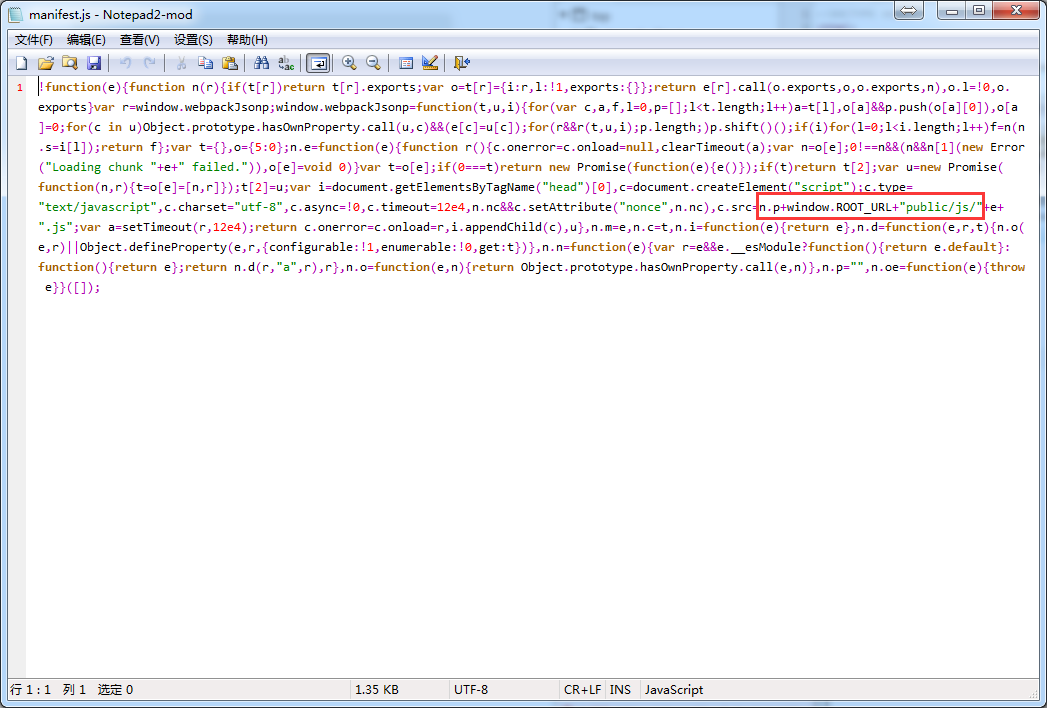 manifest.js - Notepad2-mod
文件(F) 编辑(E) 查看(V) 设置(S) 帮助(H)
1 !function(e){function n(r){if(t[r])return t[r].exports;var o=t[r]={i:r,l:!1,exports:{}};return e[r].call(o.exports,o,o.exports,n),o.l=!0,o.
exports}var r=window.webpackJsonp;window.webpackJsonp=function(t,u,i){for(var c,a,f,l=0,p=[];l<t.length;l++)a=t[l],o[a]&&p.push(o[a][0]),o[a
]=0;for(c in u)Object.prototype.hasOwnProperty.call(u,c)&&(e[c]=u[c]);for(r&&r(t,u,i);p.length;)p.shift()();if(i)for(l=0;l<i.length;l++)f=n(n
.s=i[l]);return f};var t={},o={5:0};n.e=function(e){function r(){c.onerror=c.onload=null,clearTimeout(a);var n=o[e];0!==n&&(n&&n[1](new Error
("Loading chunk "+e+" failed.")),o[e]=void 0)}var t=o[e];if(0===t)return new Promise(function(e){e()});if(t)return t[2];var u=new Promise(
function(n,r){t=o[e]=[n,r]});t[2]=u;var i=document.getElementsByTagName("head")[0],c=document.createElement("script");c.type=
"text/javascript",c.charset="utf-8",c.async=!0,c.timeout=12e4,n.nc&&c.setAttribute("nonce",n.nc),c.src=n.p+window.ROOT_URL+"public/js/"+e+
".js";var a=setTimeout(r,12e4);return c.onerror=c.onload=r,i.appendChild(c),u},n.m=e,n.c=t,n.i=function(e){return e},n.d=function(e,r,t){n.o(
e,r)||Object.defineProperty(e,r,{configurable:!1,enumerable:!0,get:t})},n.n=function(e){var r=e&&e.__esModule?function(){return e.default}:
function(){return e};return n.d(r,"a",r),r},n.o=function(e,n){return Object.prototype.hasOwnProperty.call(e,n)},n.p="",n.oe=function(e){throw
e}}([]);
行 1 : 1 列 1 选定 0 1.35 KB UTF-8 CR+LF INS JavaScript